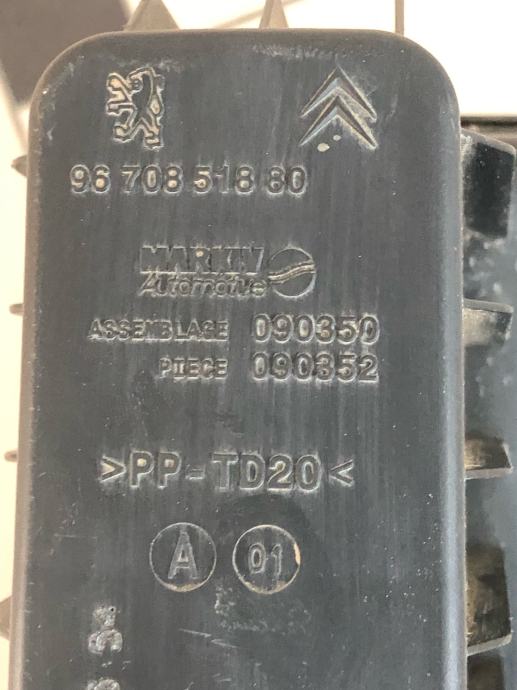 96 708 518 80
MARK IV
Automotive
ASSEMBLAGE 090350
PIECE 090352
>PP-TD20<
A 01